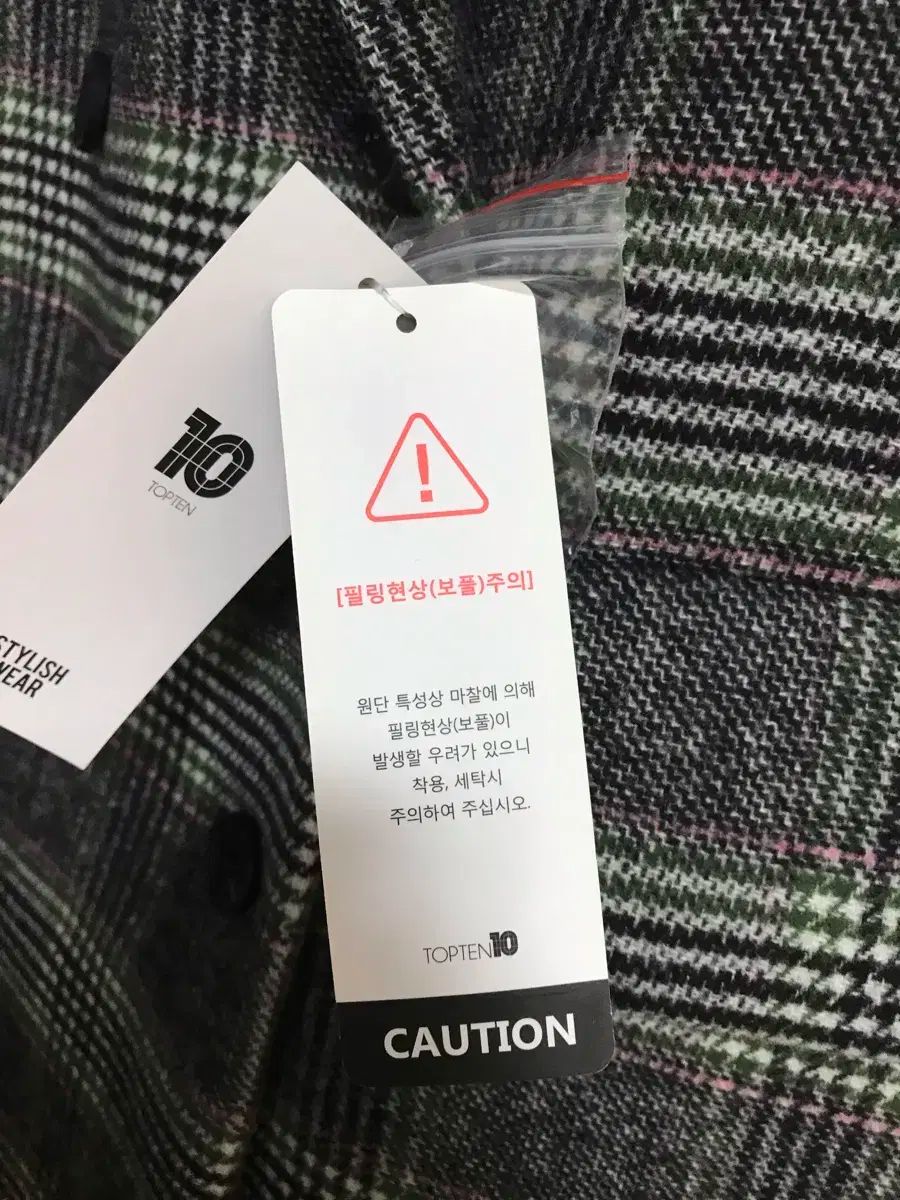 10
TOPTEN
STYLISH
WEAR
[필링현상(보풀)주의]
원단 특성상 마찰에 의해
필링현상(보풀)이
발생할 우려가 있으니
착용, 세탁시
주의하여 주십시오.
TOPTEN10
CAUTION